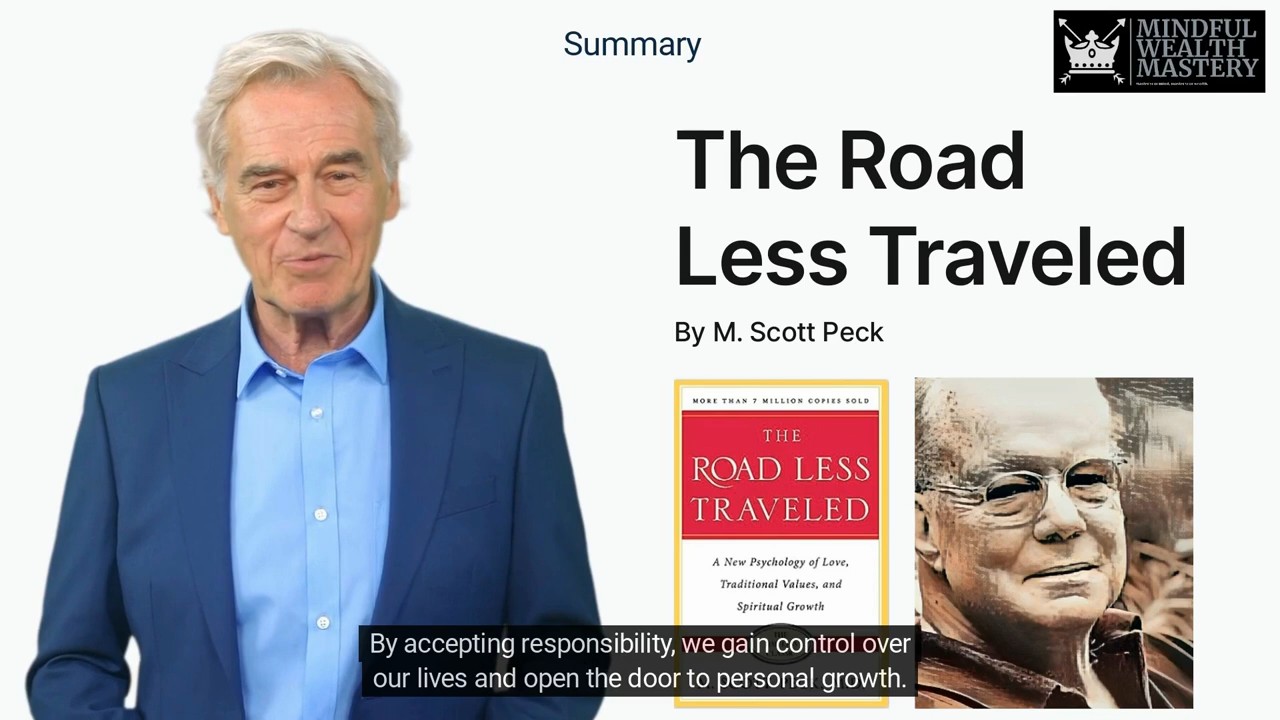 Summary
MINDFUL
WEALTH
MASTERY
The Road
Less Traveled
By M. Scott Peck
MORE THAN 7 MILLION COPIES SOLD
THE
ROAD LESS
TRAVELED
A New Psychology of Love,
Traditional Values, and
Spiritual Growth
By accepting responsibility, we gain control over
our lives and open the door to personal growth.